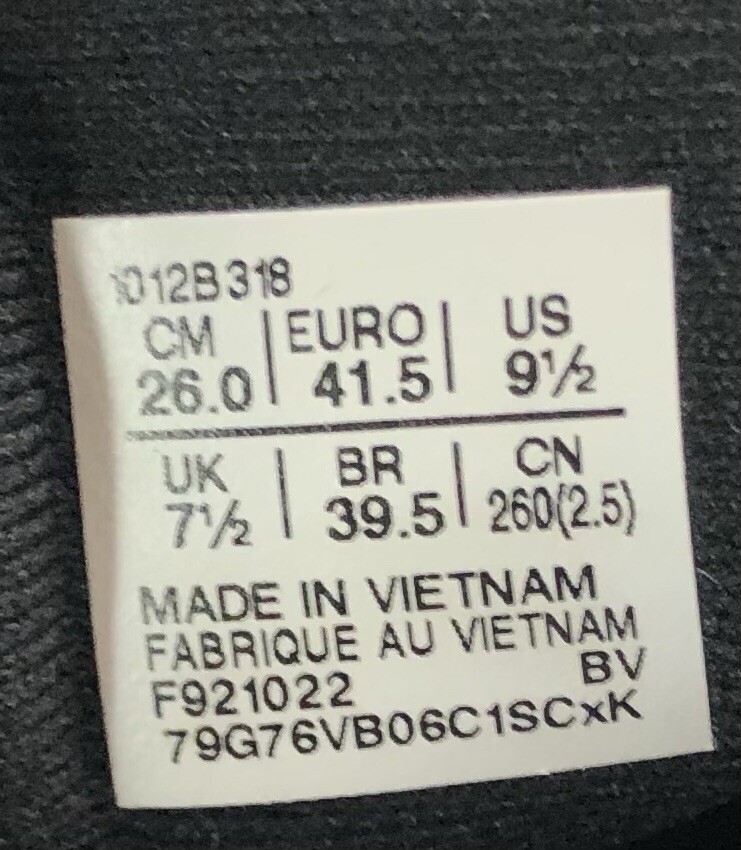 1012B318
CM | EURO | US
26.0 | 41.5 | 9½
UK | BR | CN
7½ | 39.5 | 260(2.5)
MADE IN VIETNAM
FABRIQUE AU VIETNAM
F921022 BV
79G76VB06C1SCxK